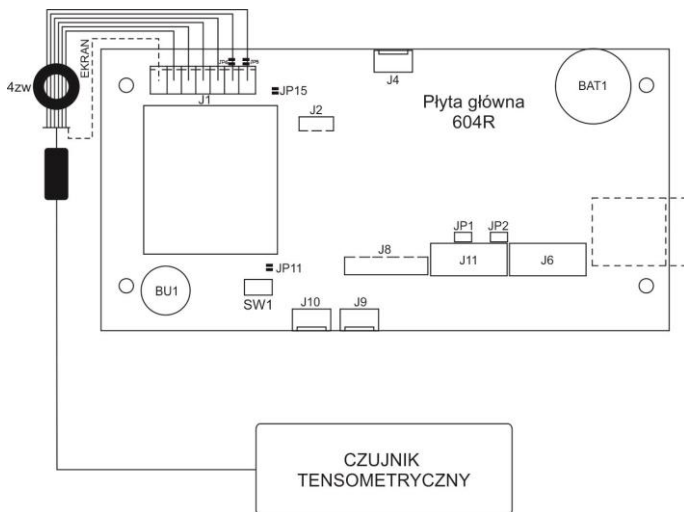 EKRAN
4zw
J1
JP15
J2
J4
Płyta główna
604R
BAT1
JP1
JP2
J8
J11
J6
JP11
BU1
SW1
J10
J9
CZUJNIK
TENSOMETRYCZNY